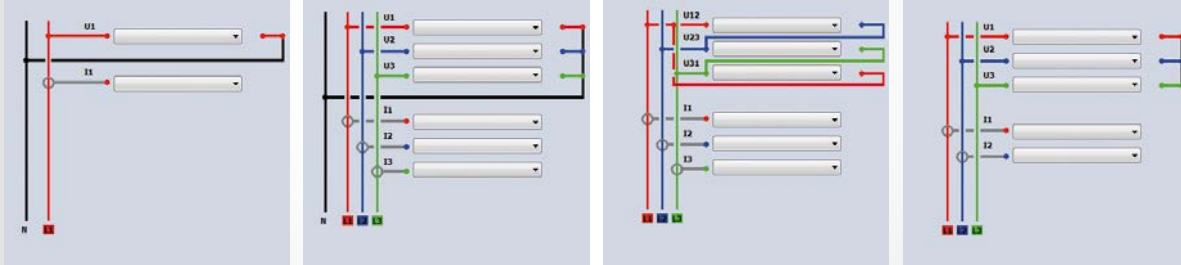 U1
I1
N L1
U1
U2
U3
I1
I2
I3
N L1 L2 L3
U12
U23
U31
I1
I2
I3
L1 L2 L3
U1
U2
U3
I1
I2
L1 L2 L3